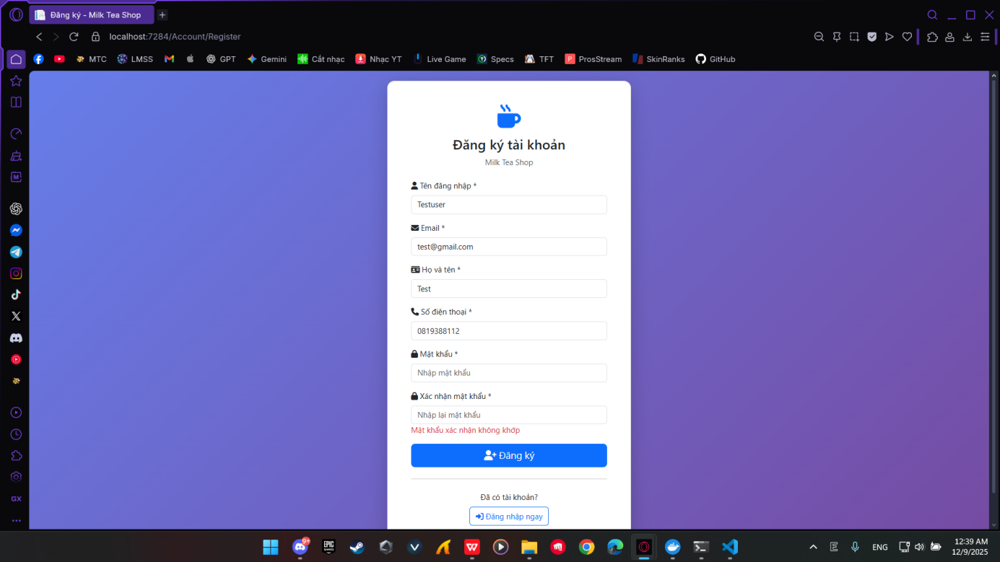 Đăng ký - Milk Tea Shop
localhost:7284/Account/Register
MTC LMSS GPT Gemini Cắt nhạc Nhạc YT Live Game Specs TFT ProsStream SkinRanks GitHub
Đăng ký tài khoản
Milk Tea Shop
Tên đăng nhập *
Testuser
Email *
test@gmail.com
Họ và tên *
Test
Số điện thoại *
0819388112
Mật khẩu *
Nhập mật khẩu
Xác nhận mật khẩu *
Nhập lại mật khẩu
Mật khẩu xác nhận không khớp
Đăng ký
Đã có tài khoản?
Đăng nhập ngay
GX
9+
EPIC GAMES
ENG
12:39 AM
12/9/2025